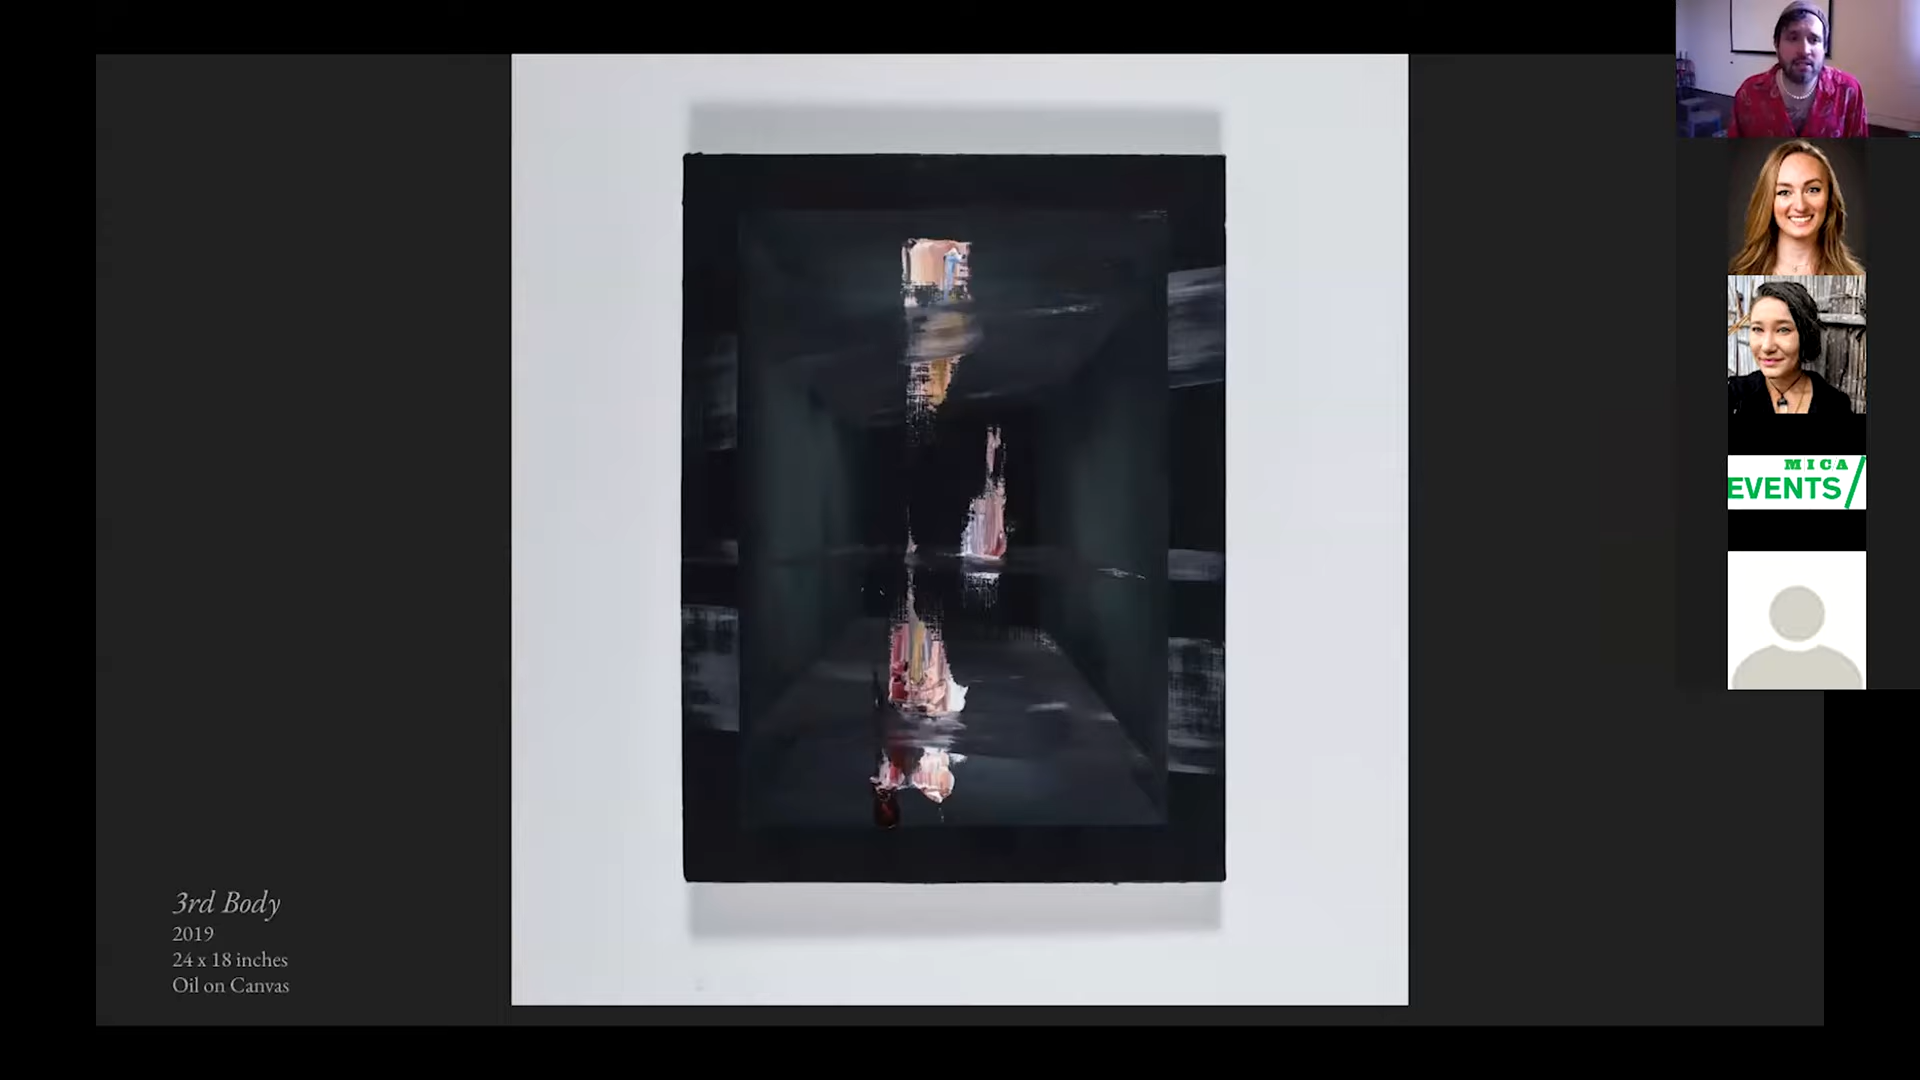 3rd Body
2019
24 x 18 inches
Oil on Canvas
MICA
EVENTS/